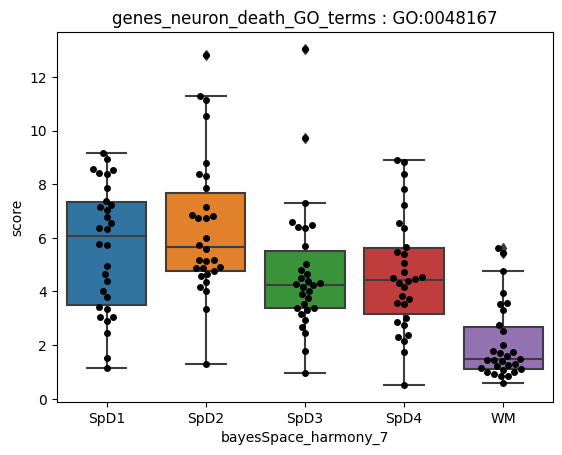 genes_neuron_death_GO_terms : GO:0048167
score
12
10
8
6
4
2
0
SpD1 SpD2 SpD3 SpD4 WM
bayesSpace_harmony_7